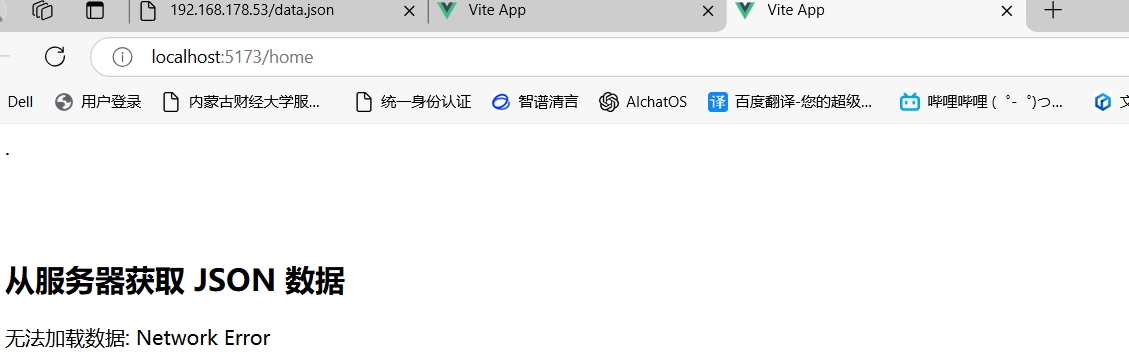 192.168.178.53/data.json
Vite App
Vite App
localhost:5173/home
Dell
用户登录
内蒙古财经大学服...
统一身份认证
智谱清言
AIchatOS
译
百度翻译-您的超级...
哔哩哔哩 ( ゜- ゜)つ...
文
.
从服务器获取 JSON 数据
无法加载数据: Network Error